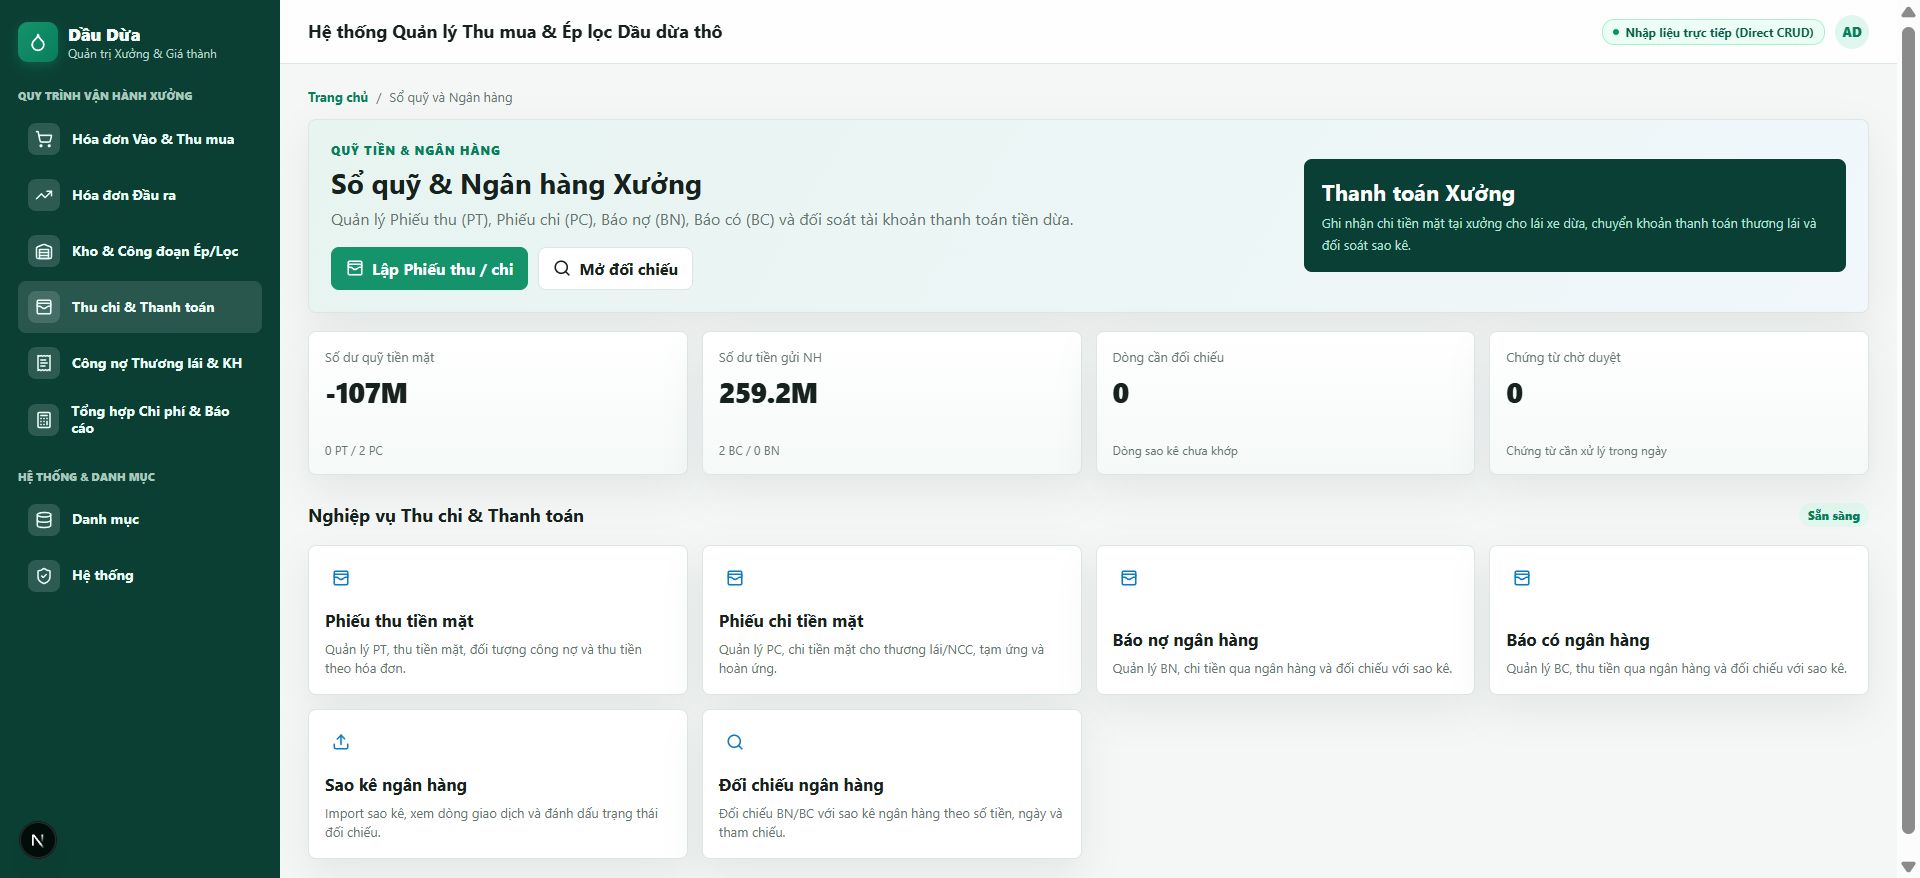 Dầu Dừa
Quản trị Xưởng & Giá thành
QUY TRÌNH VẬN HÀNH XƯỞNG
Hóa đơn Vào & Thu mua
Hóa đơn Đầu ra
Kho & Công đoạn Ép/Lọc
Thu chi & Thanh toán
Công nợ Thương lái & KH
Tổng hợp Chi phí & Báo
cáo
HỆ THỐNG & DANH MỤC
Danh mục
Hệ thống
N
Hệ thống Quản lý Thu mua & Ép lọc Dầu dừa thô
Nhập liệu trực tiếp (Direct CRUD)
AD
Trang chủ / Sổ quỹ và Ngân hàng
QUỸ TIỀN & NGÂN HÀNG
Sổ quỹ & Ngân hàng Xưởng
Quản lý Phiếu thu (PT), Phiếu chi (PC), Báo nợ (BN), Báo có (BC) và đối soát tài khoản thanh toán tiền dừa.
Lập Phiếu thu / chi
Mở đối chiếu
Thanh toán Xưởng
Ghi nhận chi tiền mặt tại xưởng cho lái xe dừa, chuyển khoản thanh toán thương lái và
đối soát sao kê.
Số dư quỹ tiền mặt
-107M
0 PT / 2 PC
Số dư tiền gửi NH
259.2M
2 BC / 0 BN
Dòng cần đối chiếu
0
Dòng sao kê chưa khớp
Chứng từ chờ duyệt
0
Chứng từ cần xử lý trong ngày
Nghiệp vụ Thu chi & Thanh toán
Sẵn sàng
Phiếu thu tiền mặt
Quản lý PT, thu tiền mặt, đối tượng công nợ và thu tiền
theo hóa đơn.
Phiếu chi tiền mặt
Quản lý PC, chi tiền mặt cho thương lái/NCC, tạm ứng và
hoàn ứng.
Báo nợ ngân hàng
Quản lý BN, chi tiền qua ngân hàng và đối chiếu với sao kê.
Báo có ngân hàng
Quản lý BC, thu tiền qua ngân hàng và đối chiếu với sao kê.
Sao kê ngân hàng
Import sao kê, xem dòng giao dịch và đánh dấu trạng thái
đối chiếu.
Đối chiếu ngân hàng
Đối chiếu BN/BC với sao kê ngân hàng theo số tiền, ngày và
tham chiếu.